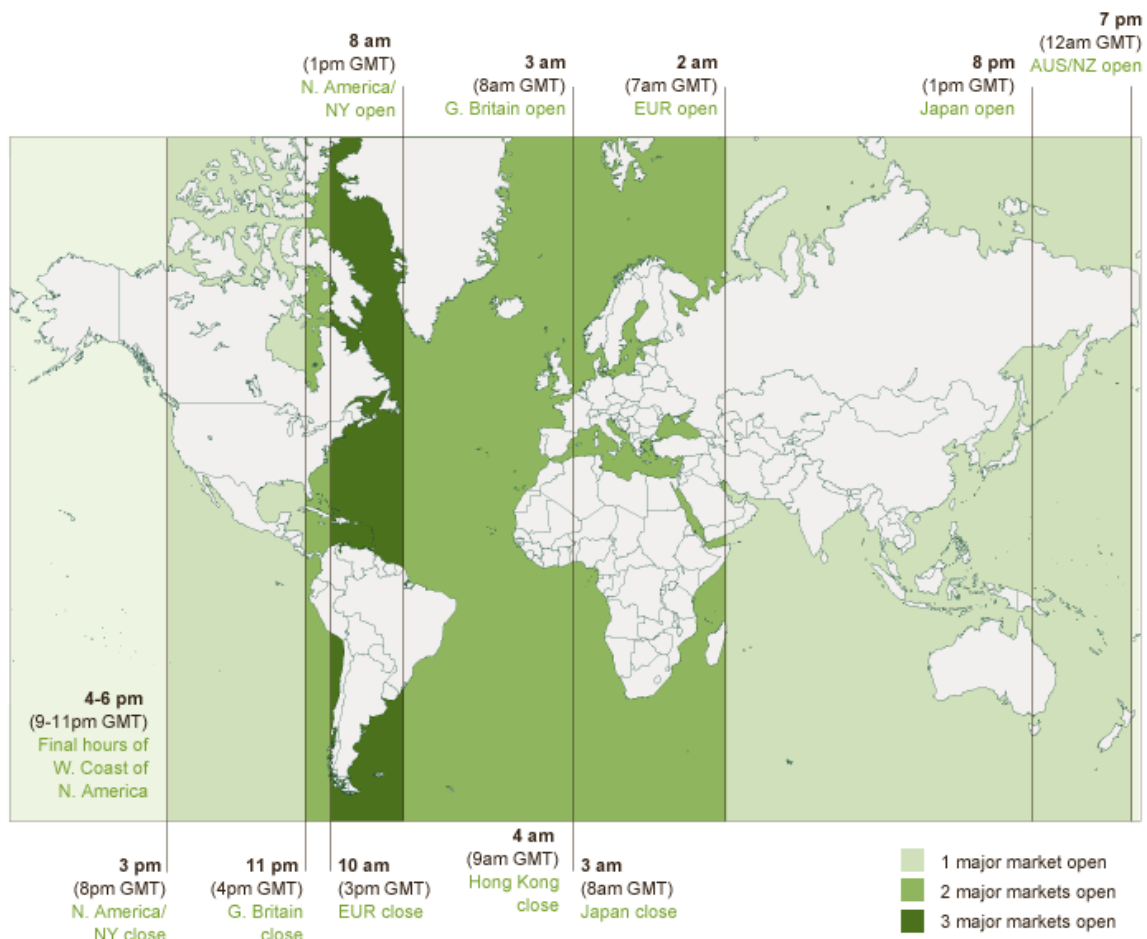 7 pm
(12am GMT)
AUS/NZ open
8 am
(1pm GMT)
N. America/
NY open
3 am
(8am GMT)
G. Britain open
2 am
(7am GMT)
EUR open
8 pm
(1pm GMT)
Japan open
4-6 pm
(9-11pm GMT)
Final hours of
W. Coast of
N. America
3 pm
(8pm GMT)
N. America/
NY close
11 pm
(4pm GMT)
G. Britain
close
10 am
(3pm GMT)
EUR close
4 am
(9am GMT)
Hong Kong
close
3 am
(8am GMT)
Japan close
1 major market open
2 major markets open
3 major markets open